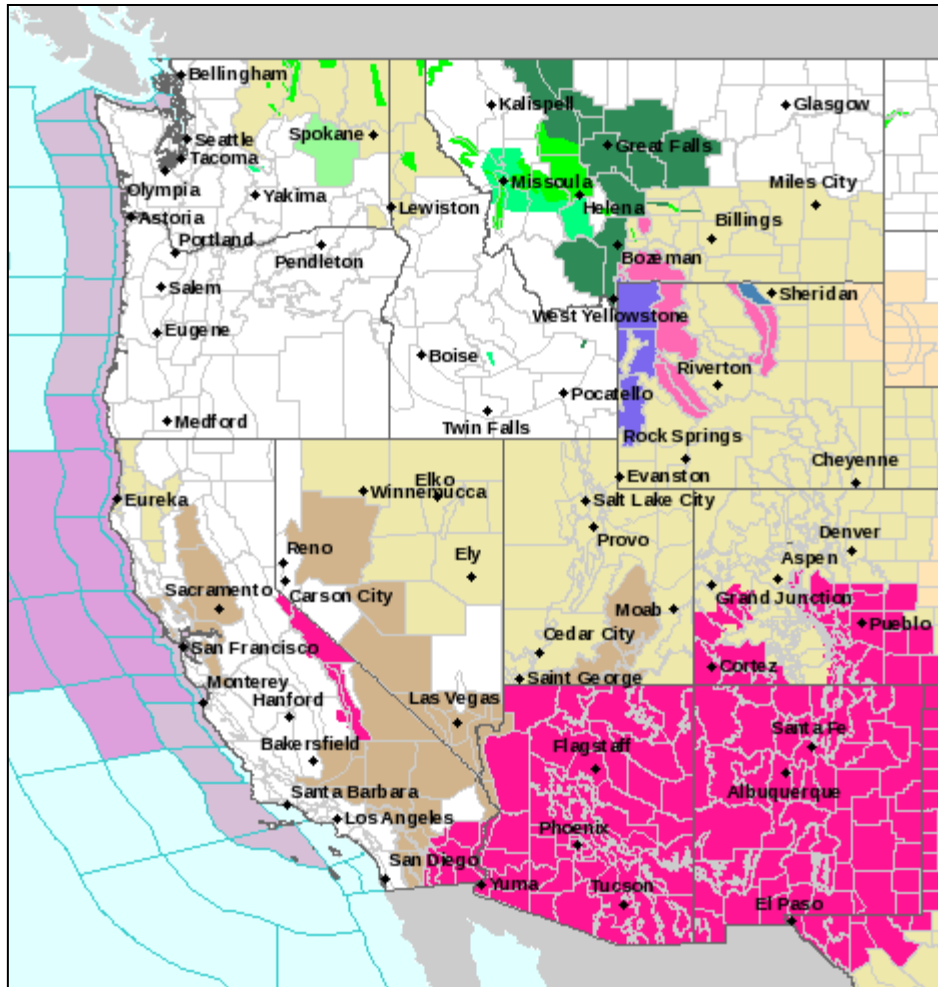 Bellingham
Kalispell
Glasgow
Seattle
Spokane
Great Falls
Tacoma
Olympia
Missoula
Miles City
Yakima
Helena
Astoria
Lewiston
Billings
Portland
Pendleton
Bozeman
Salem
Sheridan
West Yellowstone
Eugene
Boise
Riverton
Pocatello
Medford
Twin Falls
Rock Springs
Cheyenne
Evanston
Elko
Winnemucca
Eureka
Salt Lake City
Provo
Denver
Reno
Ely
Aspen
Sacramento
Carson City
Grand Junction
Moab
Pueblo
San Francisco
Cedar City
Cortez
Saint George
Monterey
Hanford
Las Vegas
Bakersfield
Flagstaff
Santa Fe
Albuquerque
Santa Barbara
Los Angeles
Phoenix
San Diego
Yuma
Tucson
El Paso